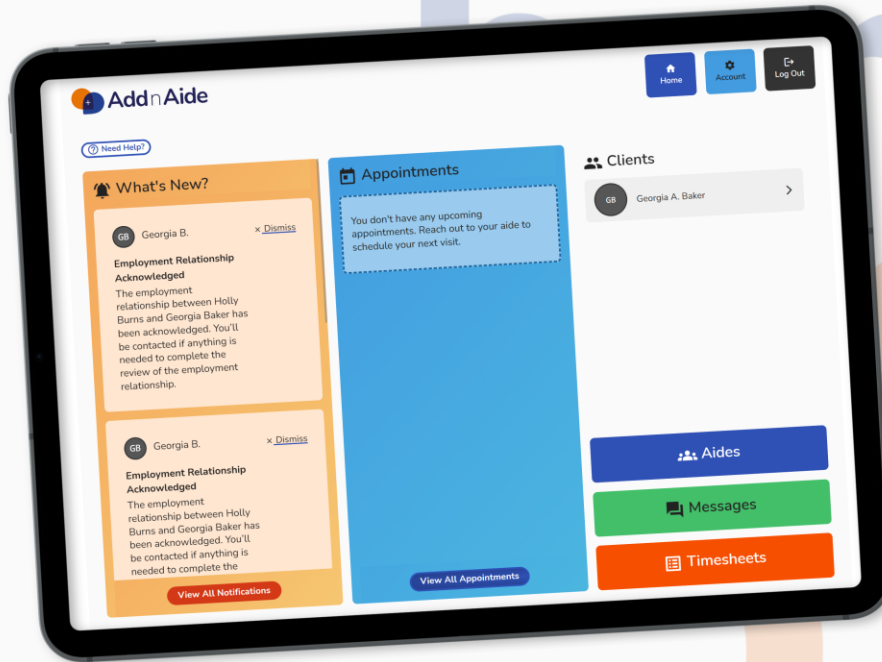 AddnAide
Home
Account
Log Out
Need Help?
What's New?
GB
Georgia B.
× Dismiss
Employment Relationship
Acknowledged
The employment
relationship between Holly
Burns and Georgia Baker has
been acknowledged. You'll
be contacted if anything is
needed to complete the
review of the employment
relationship.
GB
Georgia B.
× Dismiss
Employment Relationship
Acknowledged
The employment
relationship between Holly
Burns and Georgia Baker has
been acknowledged. You'll
be contacted if anything is
needed to complete the
View All Notifications
Appointments
You don't have any upcoming
appointments. Reach out to your aide to
schedule your next visit.
View All Appointments
Clients
GB
Georgia A. Baker
Aides
Messages
Timesheets